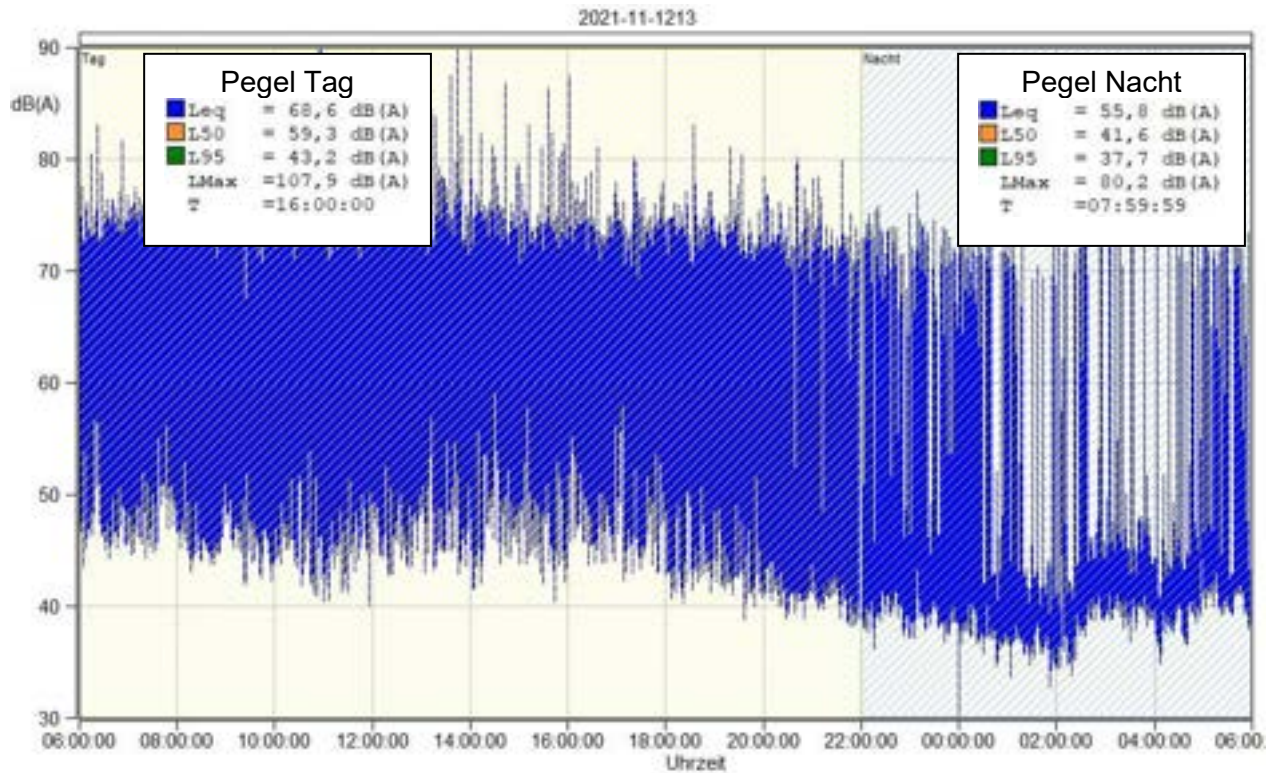 2021-11-1213
90
Tag
Nacht
Pegel Tag
Leq = 68,6 dB(A)
L50 = 59,3 dB(A)
L95 = 43,2 dB(A)
LMax =107,9 dB(A)
T =16:00:00
Pegel Nacht
Leq = 55,8 dB(A)
L50 = 41,6 dB(A)
L95 = 37,7 dB(A)
LMax = 80,2 dB(A)
T =07:59:59
dB(A)
80
70
60
50
40
30
06:00:00 08:00:00 10:00:00 12:00:00 14:00:00 16:00:00 18:00:00 20:00:00 22:00:00 00:00:00 02:00:00 04:00:00 06:00:
Uhrzeit